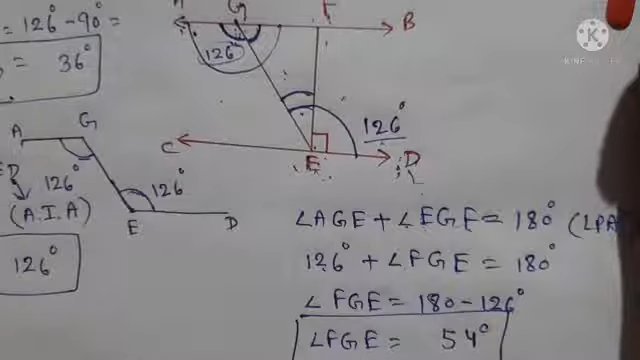 = 126° - 90° =
= 36°
A G F B
126°
C E D
126°
A G
126° 126°
(A.I.A)
E D
126°
∠AGE + ∠EGF = 180° (LPA
126° + ∠FGE = 180°
∠FGE = 180 - 126°
∠FGE = 54°